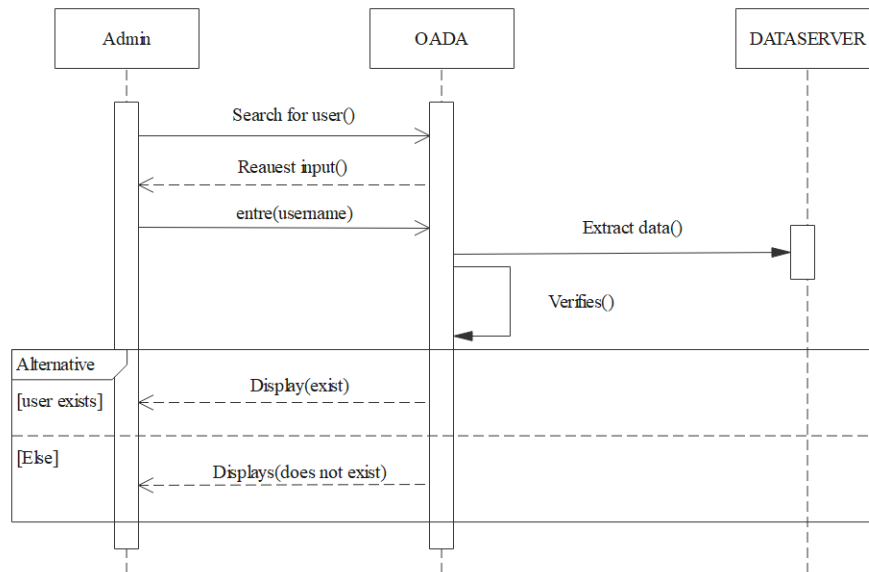 Admin
OADA
DATASERVER
Search for user()
Reauest input()
entre(username)
Extract data()
Verifies()
Alternative
Display(exist)
[user exists]
[Else]
Displays(does not exist)